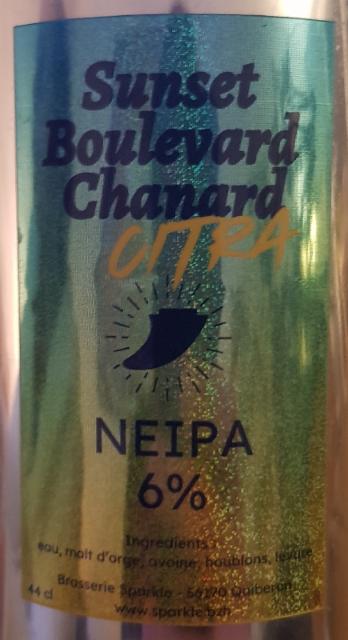 Sunset
Boulevard
Chanard
CITRA
NEIPA
6%
Ingredients :
eau, malt d'orge, avoine, houblons, levure
Brasserie Sparkle - 56170 Quiberon
44 cl
www.sparkle.bzh